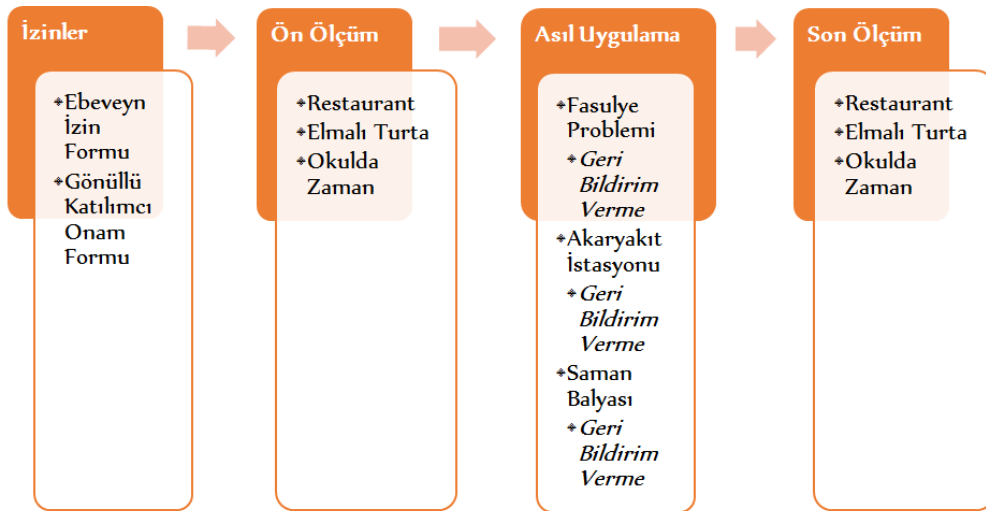 İzinler
⌖Ebeveyn
İzin
Formu
⌖Gönüllü
Katılımcı
Onam
Formu
Ön Ölçüm
⌖Restaurant
⌖Elmalı Turta
⌖Okulda
Zaman
Asıl Uygulama
⌖Fasulye
Problemi
⌖Geri
Bildirim
Verme
⌖Akaryakıt
İstasyonu
⌖Geri
Bildirim
Verme
⌖Saman
Balyası
⌖Geri
Bildirim
Verme
Son Ölçüm
⌖Restaurant
⌖Elmalı Turta
⌖Okulda
Zaman